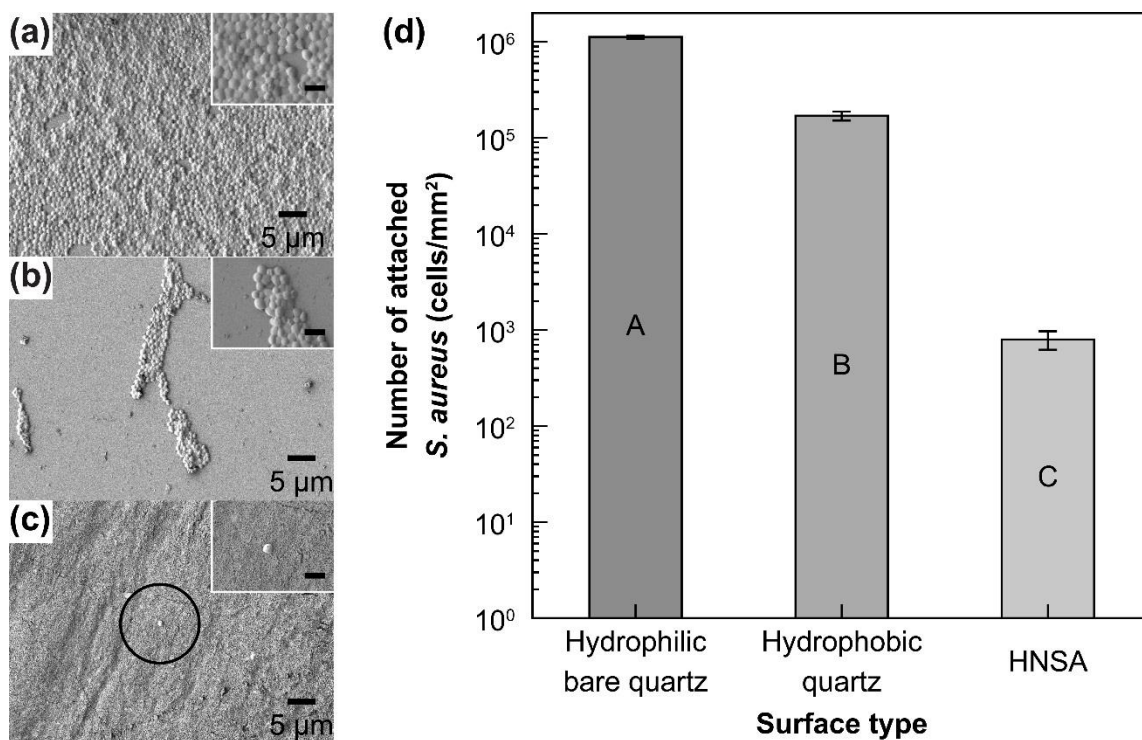 (a)
5 μm
(b)
5 μm
(c)
5 μm
(d)
Number of attached
S. aureus (cells/mm²)
10⁶
10⁵
10⁴
10³
10²
10¹
10⁰
A
B
C
Hydrophilic
bare quartz
Hydrophobic
quartz
HNSA
Surface type